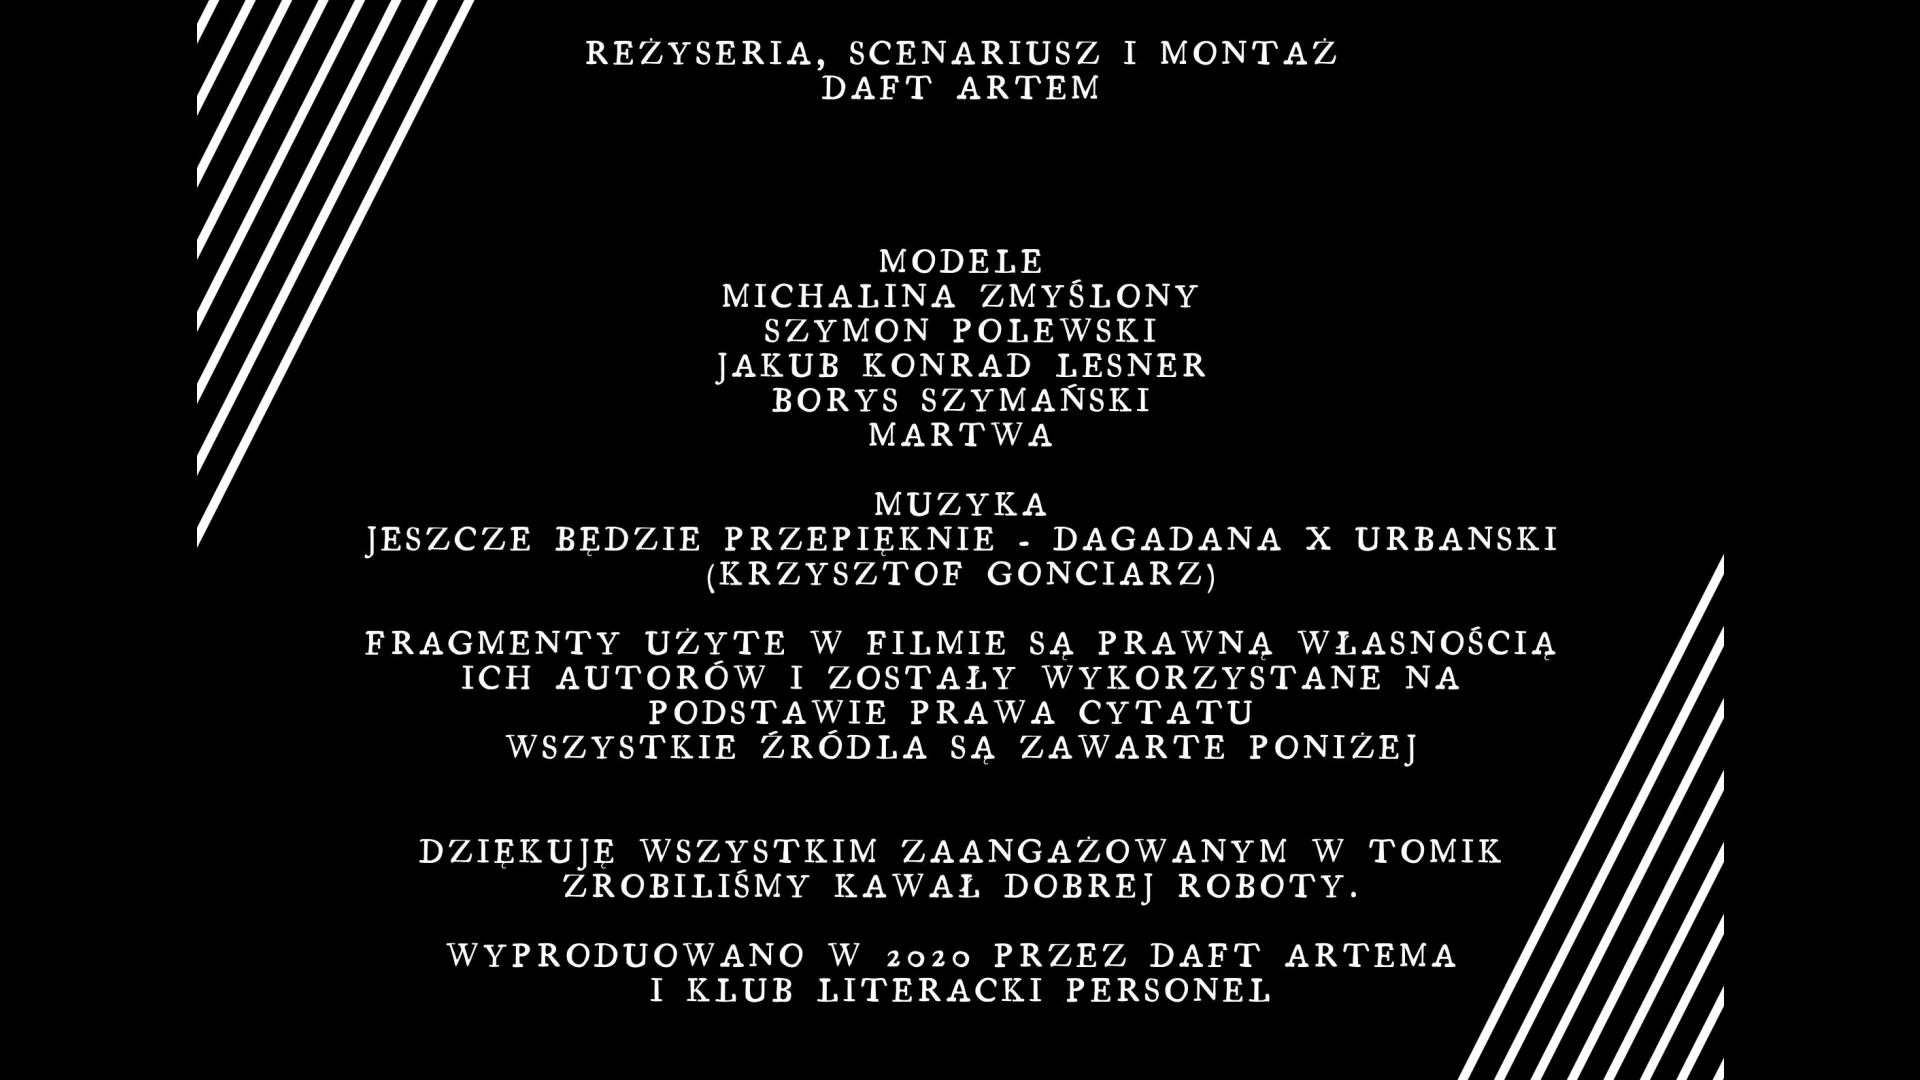 REŻYSERIA, SCENARIUSZ I MONTAŻ
DAFT ARTEM
MODELE
MICHALINA ZMYŚLONY
SZYMON POLEWSKI
JAKUB KONRAD LESNER
BORYS SZYMAŃSKI
MARTWA
MUZYKA
JESZCZE BĘDZIE PRZEPIĘKNIE - DAGADANA X URBANSKI
(KRZYSZTOF GONCIARZ)
FRAGMENTY UŻYTE W FILMIE SĄ PRAWNĄ WŁASNOŚCIĄ
ICH AUTORÓW I ZOSTAŁY WYKORZYSTANE NA
PODSTAWIE PRAWA CYTATU
WSZYSTKIE ŹRÓDLA SĄ ZAWARTE PONIŻEJ
DZIĘKUJĘ WSZYSTKIM ZAANGAŻOWANYM W TOMIK
ZROBILIŚMY KAWAŁ DOBREJ ROBOTY.
WYPRODUOWANO W 2020 PRZEZ DAFT ARTEMA
I KLUB LITERACKI PERSONEL